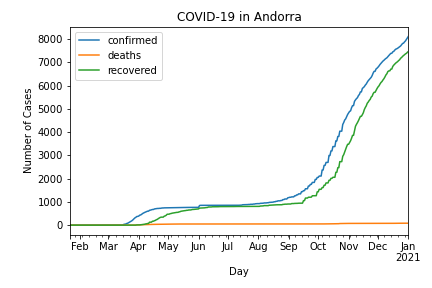 COVID-19 in Andorra
confirmed
deaths
recovered
Number of Cases
8000
7000
6000
5000
4000
3000
2000
1000
0
Feb Mar Apr May Jun Jul Aug Sep Oct Nov Dec Jan
2021
Day